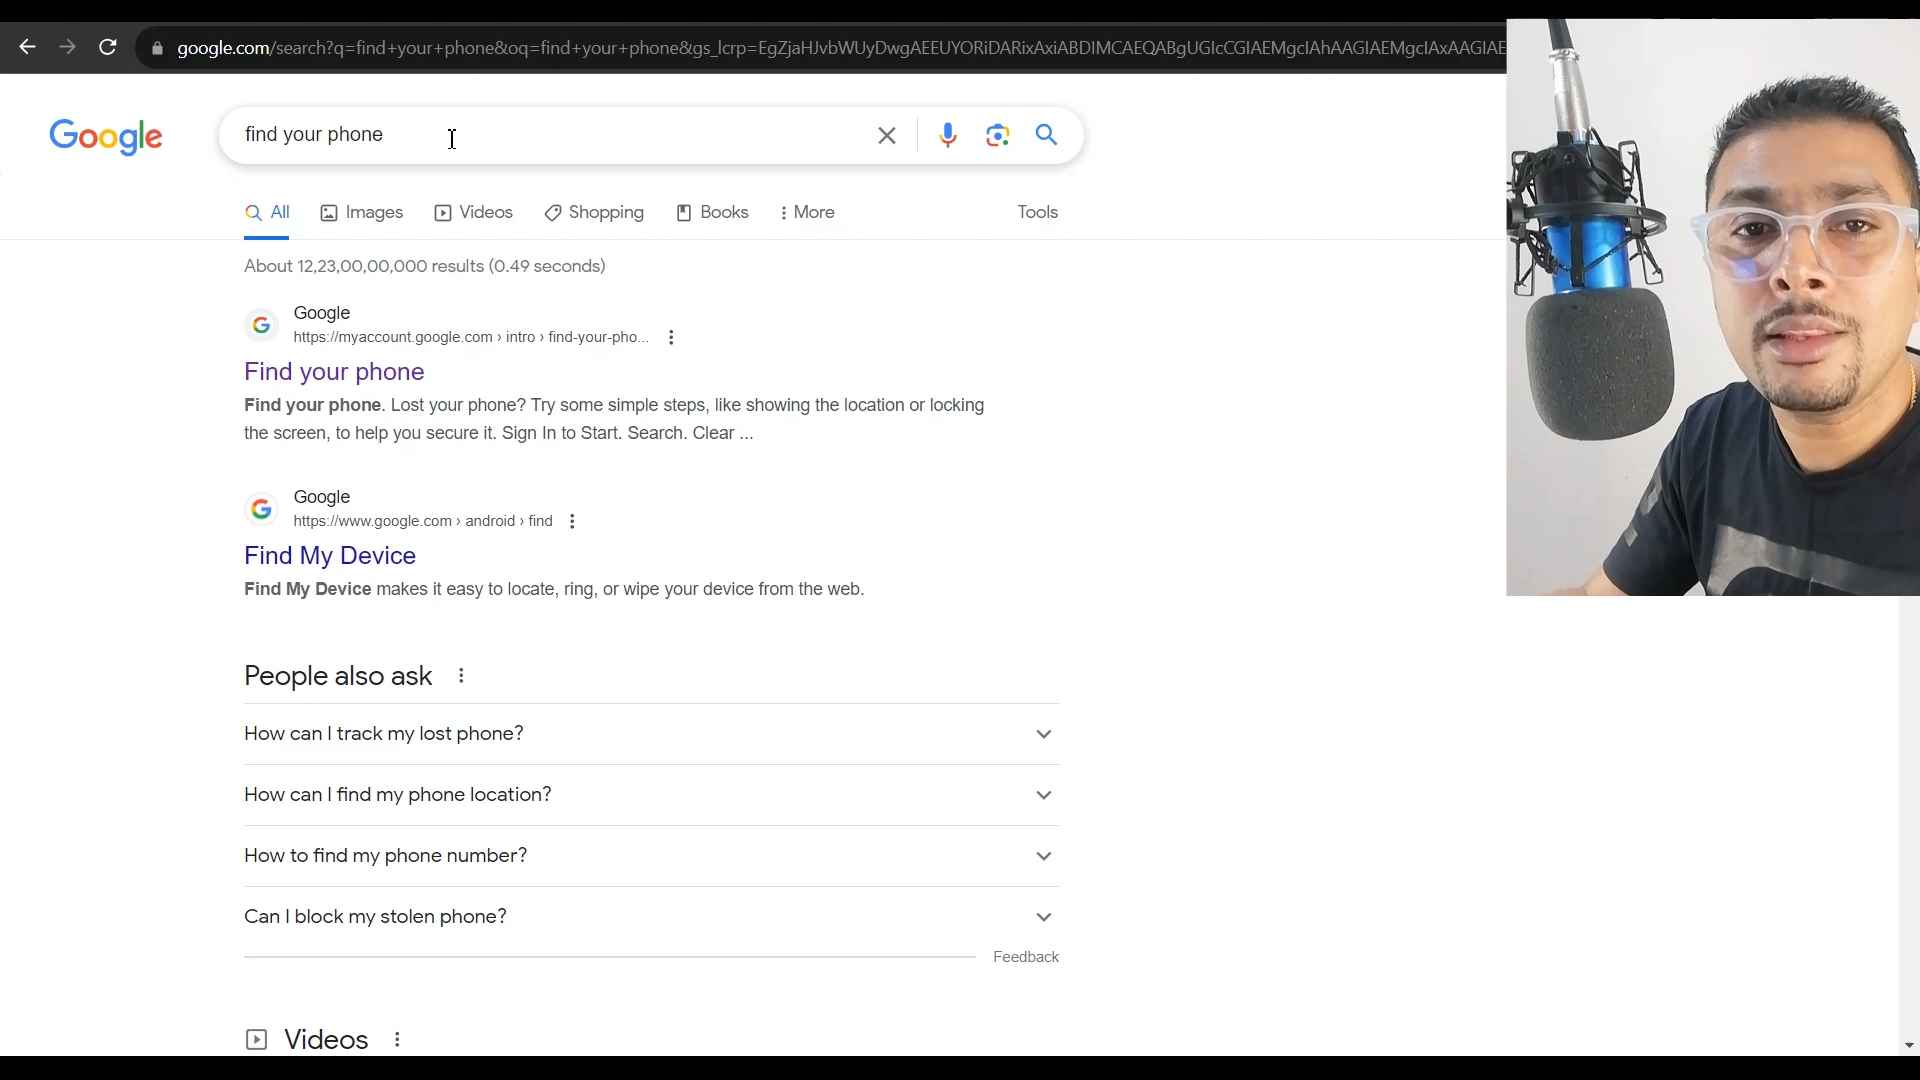 google.com/search?q=find+your+phone&oq=find+your+phone&gs_lcrp=EgZjaHJvbWUyDwgAEEUYORiDARixAxiABDIMCAEQABgUGIcCGIAEMgcIAhAAGIAEMgcIAxAAGIAE
Google
find your phone
All
Images
Videos
Shopping
Books
More
Tools
About 12,23,00,00,000 results (0.49 seconds)
Google
https://myaccount.google.com › intro › find-your-pho...
Find your phone
Find your phone. Lost your phone? Try some simple steps, like showing the location or locking
the screen, to help you secure it. Sign In to Start. Search. Clear ...
Google
https://www.google.com › android › find
Find My Device
Find My Device makes it easy to locate, ring, or wipe your device from the web.
People also ask
How can I track my lost phone?
How can I find my phone location?
How to find my phone number?
Can I block my stolen phone?
Feedback
Videos